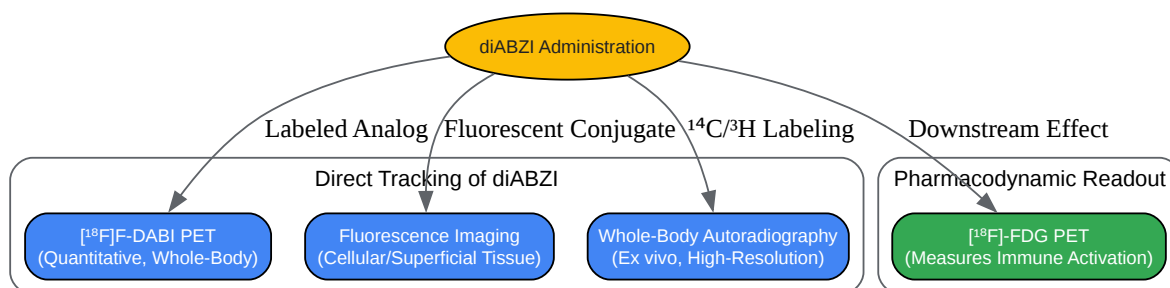 diABZI Administration
Labeled Analog
Fluorescent Conjugate
¹⁴C/³H Labeling
Downstream Effect
Direct Tracking of diABZI
Pharmacodynamic Readout
[¹⁸F]F-DABI PET
(Quantitative, Whole-Body)
Fluorescence Imaging
(Cellular/Superficial Tissue)
Whole-Body Autoradiography
(Ex vivo, High-Resolution)
[¹⁸F]-FDG PET
(Measures Immune Activation)